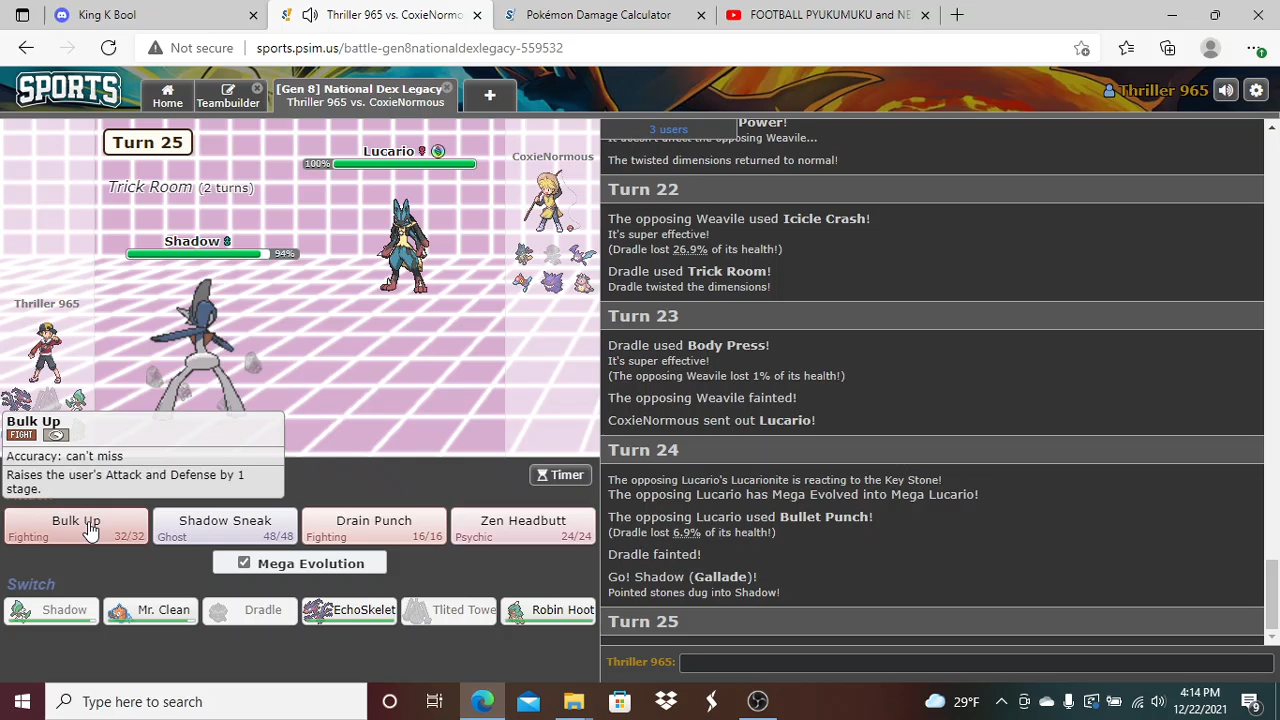 King K Bool
Thriller 965 vs. CoxieNormo
Pokémon Damage Calculator
FOOTBALL PYUKUMUKU and NE
Not secure
sports.psim.us/battle-gen8nationaldexlegacy-559532
SPORTS
Home
Teambuilder
[Gen 8] National Dex Legacy
Thriller 965 vs. CoxieNormous
Thriller 965
Turn 25
Lucario
100%
CoxieNormous
Trick Room (2 turns)
Shadow
94%
Thriller 965
Bulk Up
FIGHT
Accuracy: can't miss
Raises the user's Attack and Defense by 1
stage.
Timer
Bulk Up
Fighting 32/32
Shadow Sneak
Ghost 48/48
Drain Punch
Fighting 16/16
Zen Headbutt
Psychic 24/24
Mega Evolution
Switch
Shadow
Mr. Clean
Dradle
EchoSkelet
Tlited Towe
Robin Hoot
3 users
Power!
It doesn't affect the opposing Weavile...
The twisted dimensions returned to normal!
Turn 22
The opposing Weavile used Icicle Crash!
It's super effective!
(Dradle lost 26.9% of its health!)
Dradle used Trick Room!
Dradle twisted the dimensions!
Turn 23
Dradle used Body Press!
It's super effective!
(The opposing Weavile lost 1% of its health!)
The opposing Weavile fainted!
CoxieNormous sent out Lucario!
Turn 24
The opposing Lucario's Lucarionite is reacting to the Key Stone!
The opposing Lucario has Mega Evolved into Mega Lucario!
The opposing Lucario used Bullet Punch!
(Dradle lost 6.9% of its health!)
Dradle fainted!
Go! Shadow (Gallade)!
Pointed stones dug into Shadow!
Turn 25
Thriller 965:
Type here to search
29°F
4:14 PM
12/22/2021
9